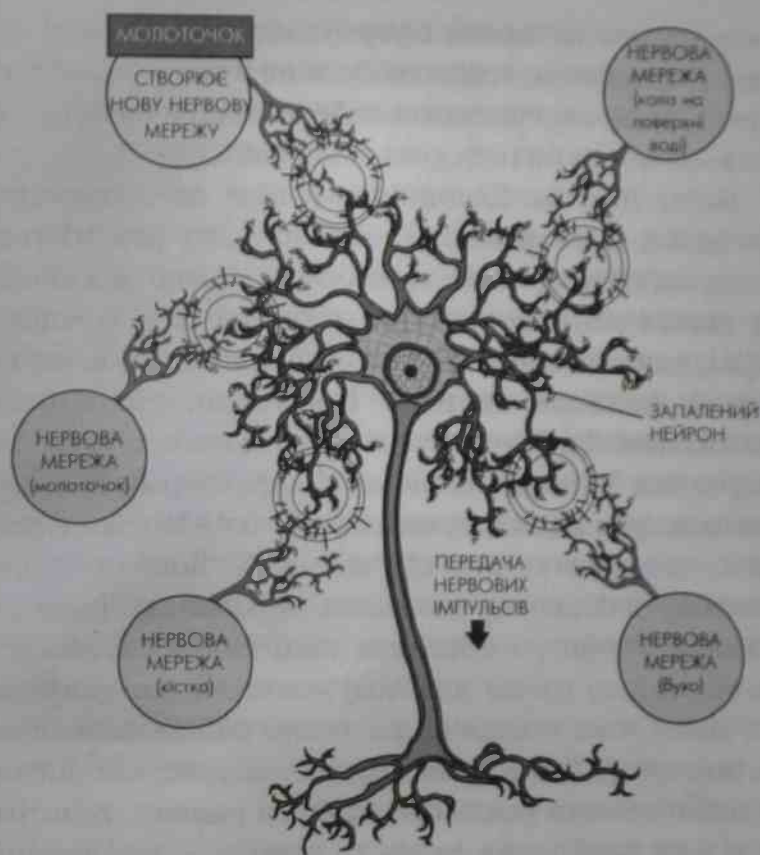 МОЛОТОЧОК
СТВОРЮЄ
НОВУ НЕРВОВУ
МЕРЕЖУ
НЕРВОВА
МЕРЕЖА
(кола на
поверхні
води)
ЗАПАЛЕНИЙ
НЕЙРОН
НЕРВОВА
МЕРЕЖА
(молоточок)
ПЕРЕДАЧА
НЕРВОВИХ
ІМПУЛЬСІВ
НЕРВОВА
МЕРЕЖА
(кістка)
НЕРВОВА
МЕРЕЖА
(вухо)